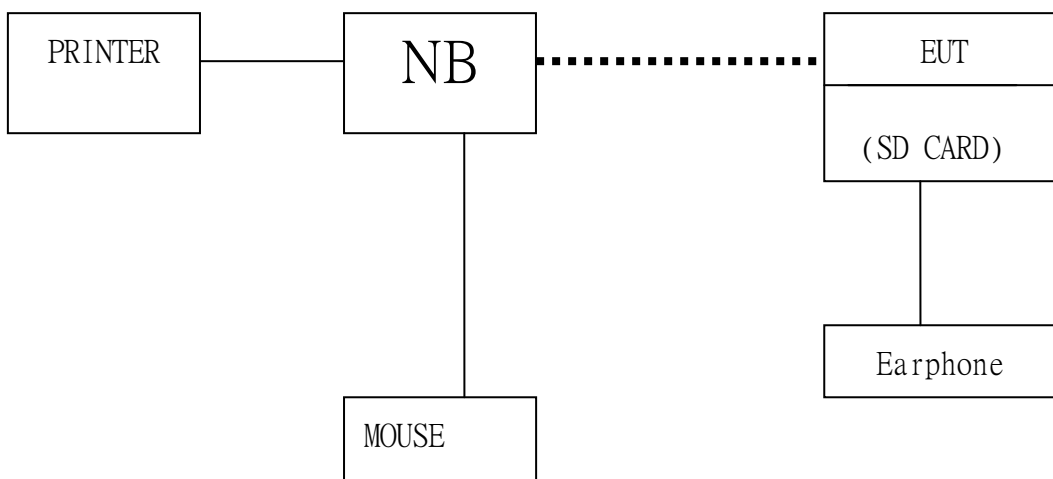 PRINTER
NB
EUT
(SD CARD)
Earphone
MOUSE